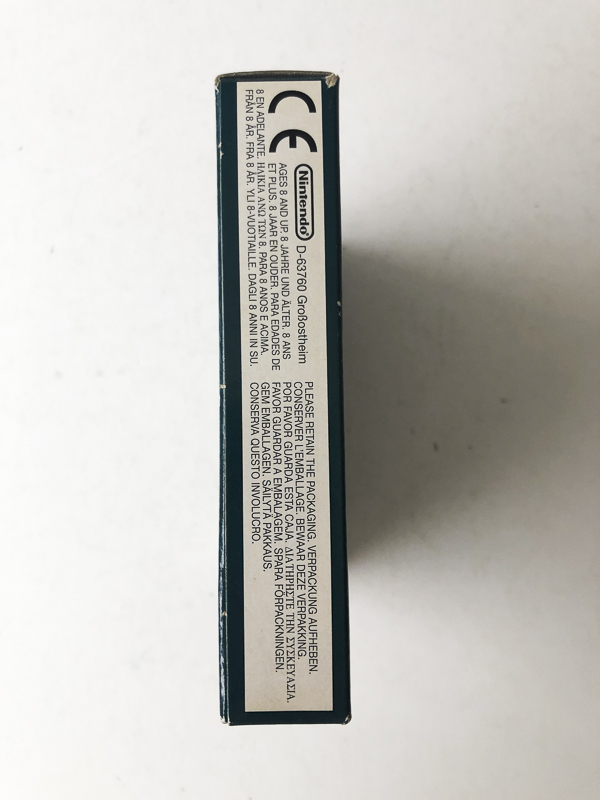 CE
Nintendo® D-63760 Großostheim
AGES 8 AND UP. 8 JAHRE UND ÄLTER. 8 ANS
ET PLUS. 8 JAAR EN OUDER. PARA EDADES DE
8 EN ADELANTE. ΗΛΙΚΙΑ ΑΝΩ ΤΩΝ 8. PARA 8 ANOS E ACIMA.
FRÅN 8 ÅR. FRA 8 ÅR. YLI 8-VUOTIAILLE. DAGLI 8 ANNI IN SU.
PLEASE RETAIN THE PACKAGING. VERPACKUNG AUFHEBEN.
CONSERVER L'EMBALLAGE. BEWAAR DEZE VERPAKKING.
POR FAVOR GUARDA ESTA CAJA. ΔΙΑΤΗΡΗΣΤΕ ΤΗΝ ΣΥΣΚΕΥΑΣΙΑ.
FAVOR GUARDAR A EMBALAGEM. SPARA FÖRPACKNINGEN.
GEM EMBALLAGEN. SÄILYTÄ PAKKAUS.
CONSERVA QUESTO INVOLUCRO.